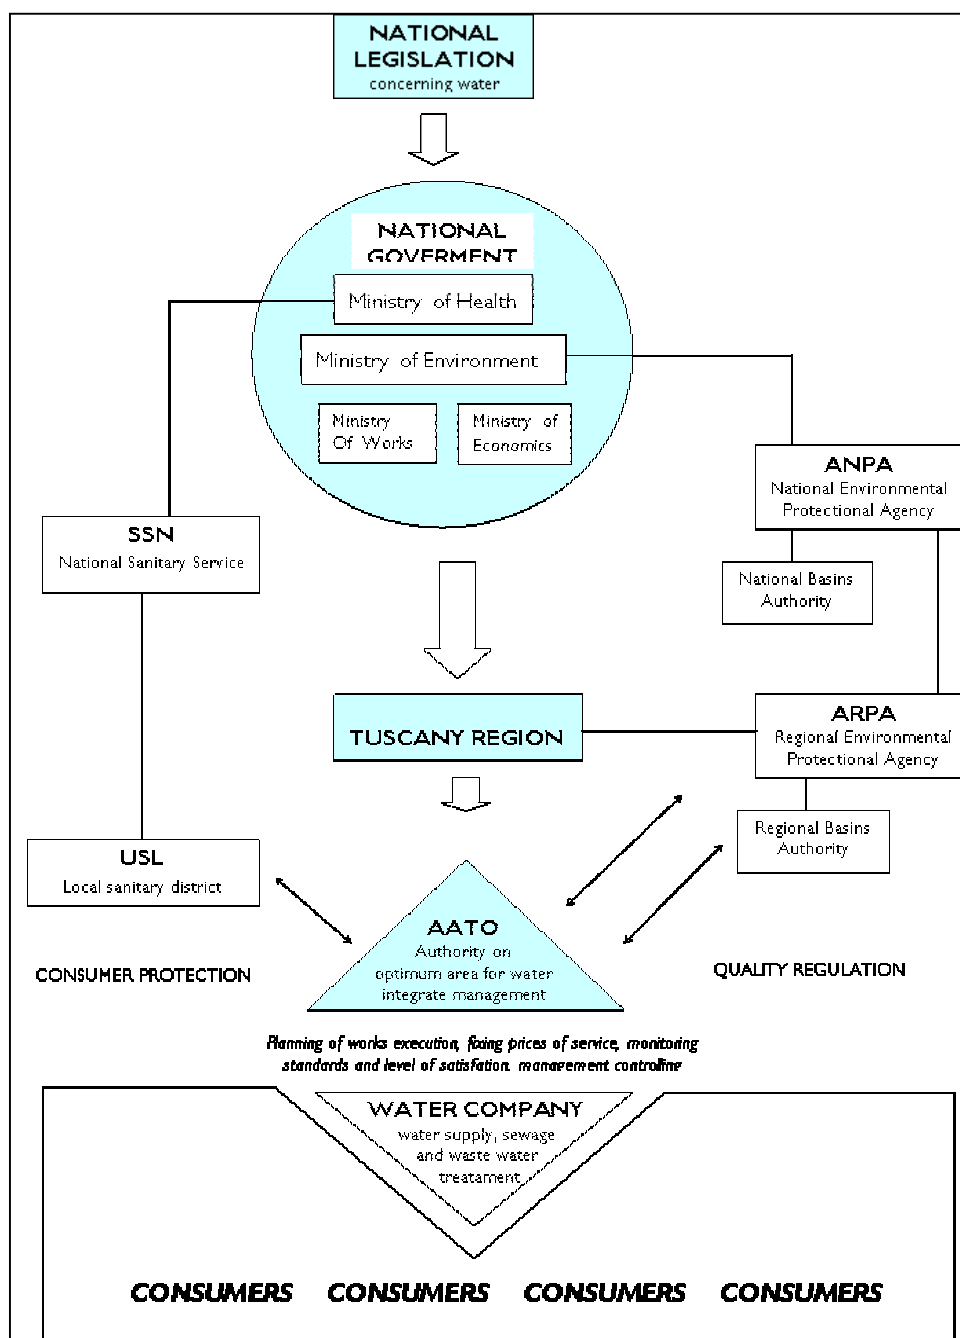 NATIONAL
LEGISLATION
concerning water
NATIONAL
GOVERMENT
Ministry of Health
Ministry of Environment
Ministry
Of Works
Ministry of
Economics
ANPA
National Environmental
Protectional Agency
SSN
National Sanitary Service
National Basins
Authority
TUSCANY REGION
ARPA
Regional Environmental
Protectional Agency
Regional Basins
Authority
USL
Local sanitary district
AATO
Authority on
optimum area for water
integrate management
CONSUMER PROTECTION
QUALITY REGULATION
Planning of works execution, fixing prices of service, monitoring
standards and level of satisfation. management controlling
WATER COMPANY
water supply, sewage
and waste water
treatament
CONSUMERS CONSUMERS CONSUMERS CONSUMERS